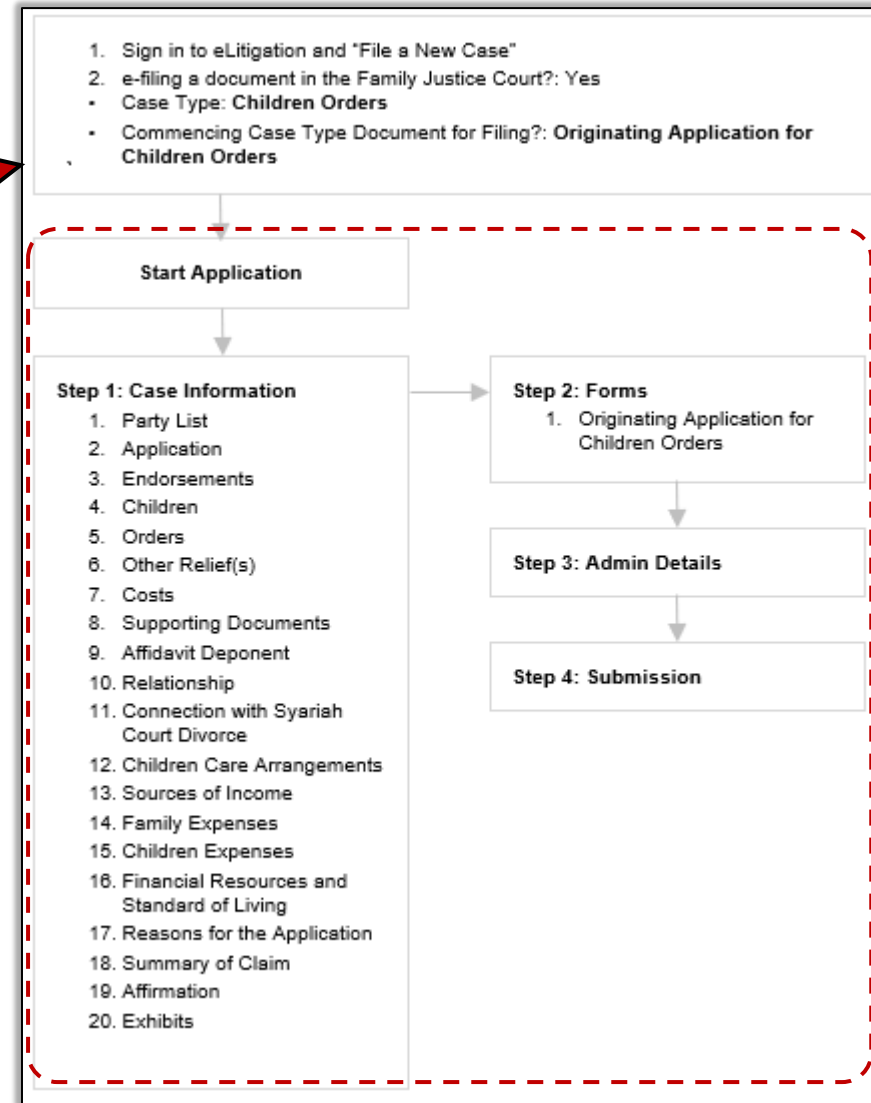 1. Sign in to eLitigation and "File a New Case"
2. e-filing a document in the Family Justice Court?: Yes
• Case Type: Children Orders
• Commencing Case Type Document for Filing?: Originating Application for
Children Orders
Start Application
Step 1: Case Information
1. Party List
2. Application
3. Endorsements
4. Children
5. Orders
6. Other Relief(s)
7. Costs
8. Supporting Documents
9. Affidavit Deponent
10. Relationship
11. Connection with Syariah
Court Divorce
12. Children Care Arrangements
13. Sources of Income
14. Family Expenses
15. Children Expenses
16. Financial Resources and
Standard of Living
17. Reasons for the Application
18. Summary of Claim
19. Affirmation
20. Exhibits
Step 2: Forms
1. Originating Application for
Children Orders
Step 3: Admin Details
Step 4: Submission